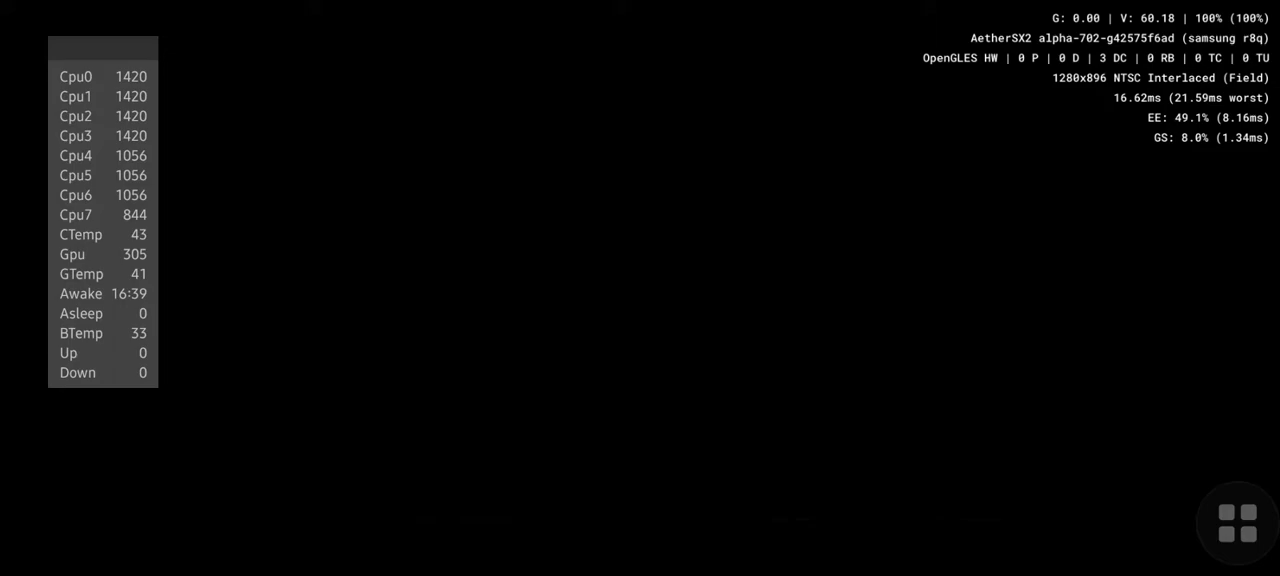 G: 0.00 | V: 60.18 | 100% (100%)
AetherSX2 alpha-702-g42575f6ad (samsung r8q)
OpenGLES HW | 0 P | 0 D | 3 DC | 0 RB | 0 TC | 0 TU
1280x896 NTSC Interlaced (Field)
16.62ms (21.59ms worst)
EE: 49.1% (8.16ms)
GS: 8.0% (1.34ms)
Cpu0 1420
Cpu1 1420
Cpu2 1420
Cpu3 1420
Cpu4 1056
Cpu5 1056
Cpu6 1056
Cpu7 844
CTemp 43
Gpu 305
GTemp 41
Awake 16:39
Asleep 0
BTemp 33
Up 0
Down 0